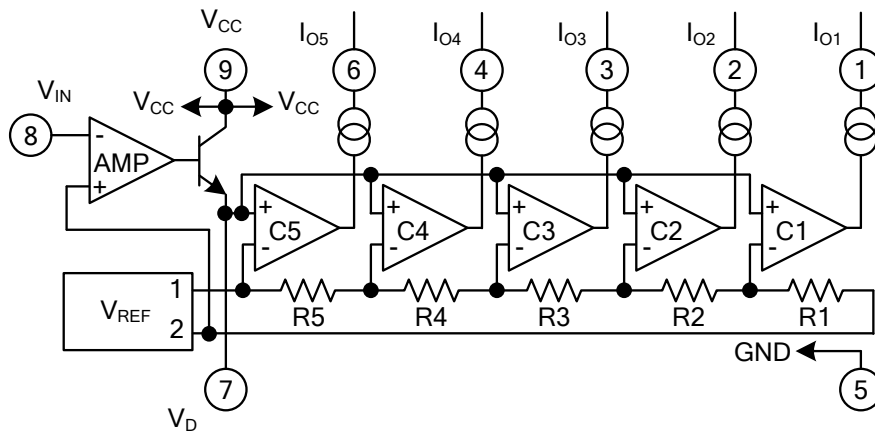 V_CC I_O5 I_O4 I_O3 I_O2 I_O1
9 6 4 3 2 1
V_IN V_CC V_CC
8 - AMP +
+ C5 - + C4 - + C3 - + C2 - + C1 -
V_REF 1 2
R5 R4 R3 R2 R1
GND
7 5
V_D